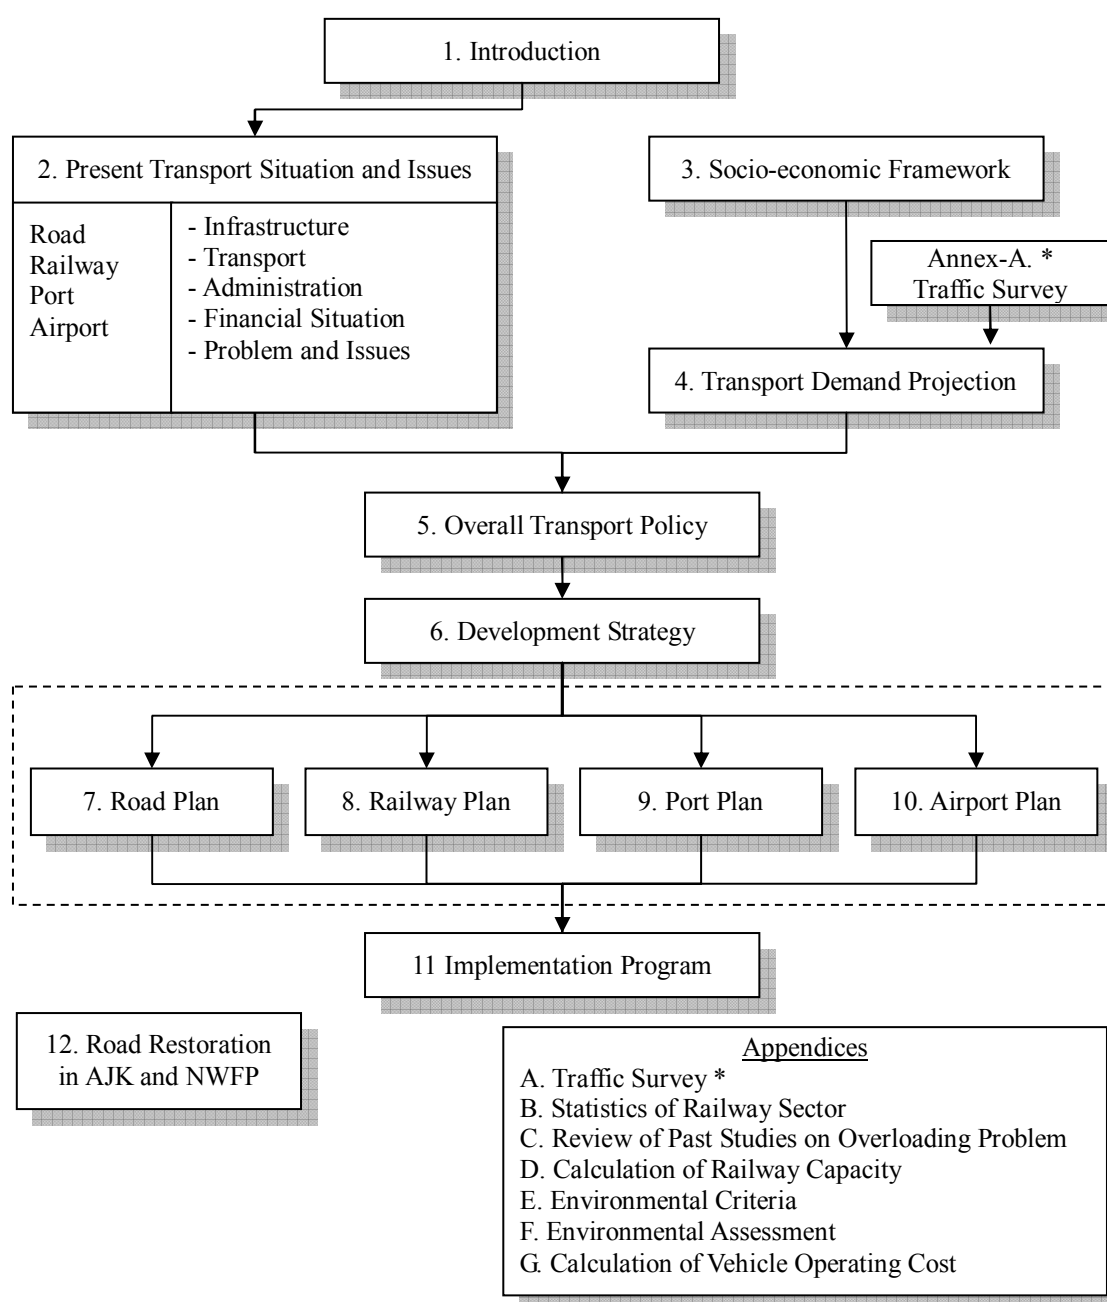 1. Introduction
2. Present Transport Situation and Issues
Road
Railway
Port
Airport
- Infrastructure
- Transport
- Administration
- Financial Situation
- Problem and Issues
3. Socio-economic Framework
Annex-A. *
Traffic Survey
4. Transport Demand Projection
5. Overall Transport Policy
6. Development Strategy
7. Road Plan
8. Railway Plan
9. Port Plan
10. Airport Plan
11 Implementation Program
12. Road Restoration
in AJK and NWFP
Appendices
A. Traffic Survey *
B. Statistics of Railway Sector
C. Review of Past Studies on Overloading Problem
D. Calculation of Railway Capacity
E. Environmental Criteria
F. Environmental Assessment
G. Calculation of Vehicle Operating Cost